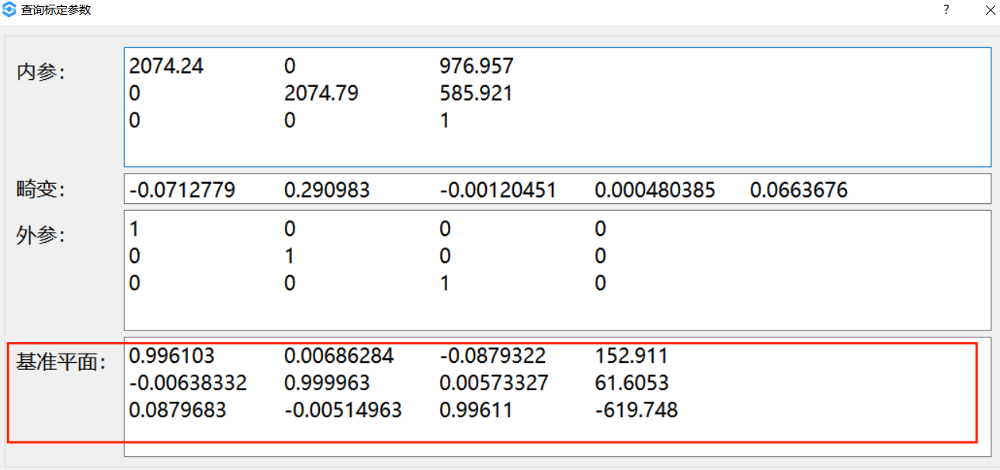 查询标定参数
?
内参:
2074.24 0 976.957
0 2074.79 585.921
0 0 1
畸变:
-0.0712779 0.290983 -0.00120451 0.000480385 0.0663676
外参:
1 0 0 0
0 1 0 0
0 0 1 0
基准平面:
0.996103 0.00686284 -0.0879322 152.911
-0.00638332 0.999963 0.00573327 61.6053
0.0879683 -0.00514963 0.99611 -619.748